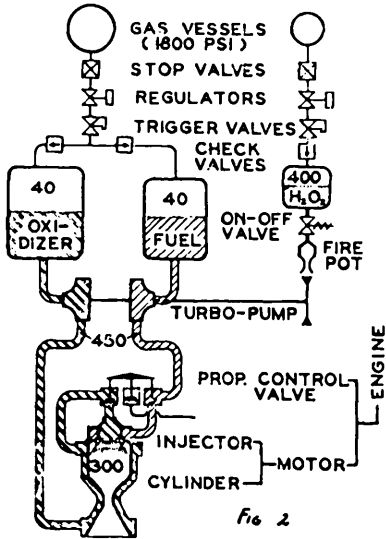 GAS VESSELS
(1800 PSI)
STOP VALVES
REGULATORS
TRIGGER VALVES
CHECK
VALVES
40
40
400
H₂O₂
OXI-
DIZER
FUEL
ON-OFF
VALVE
FIRE
POT
TURBO-PUMP
450
PROP. CONTROL
VALVE
ENGINE
INJECTOR
300
MOTOR
CYLINDER
FIG 2